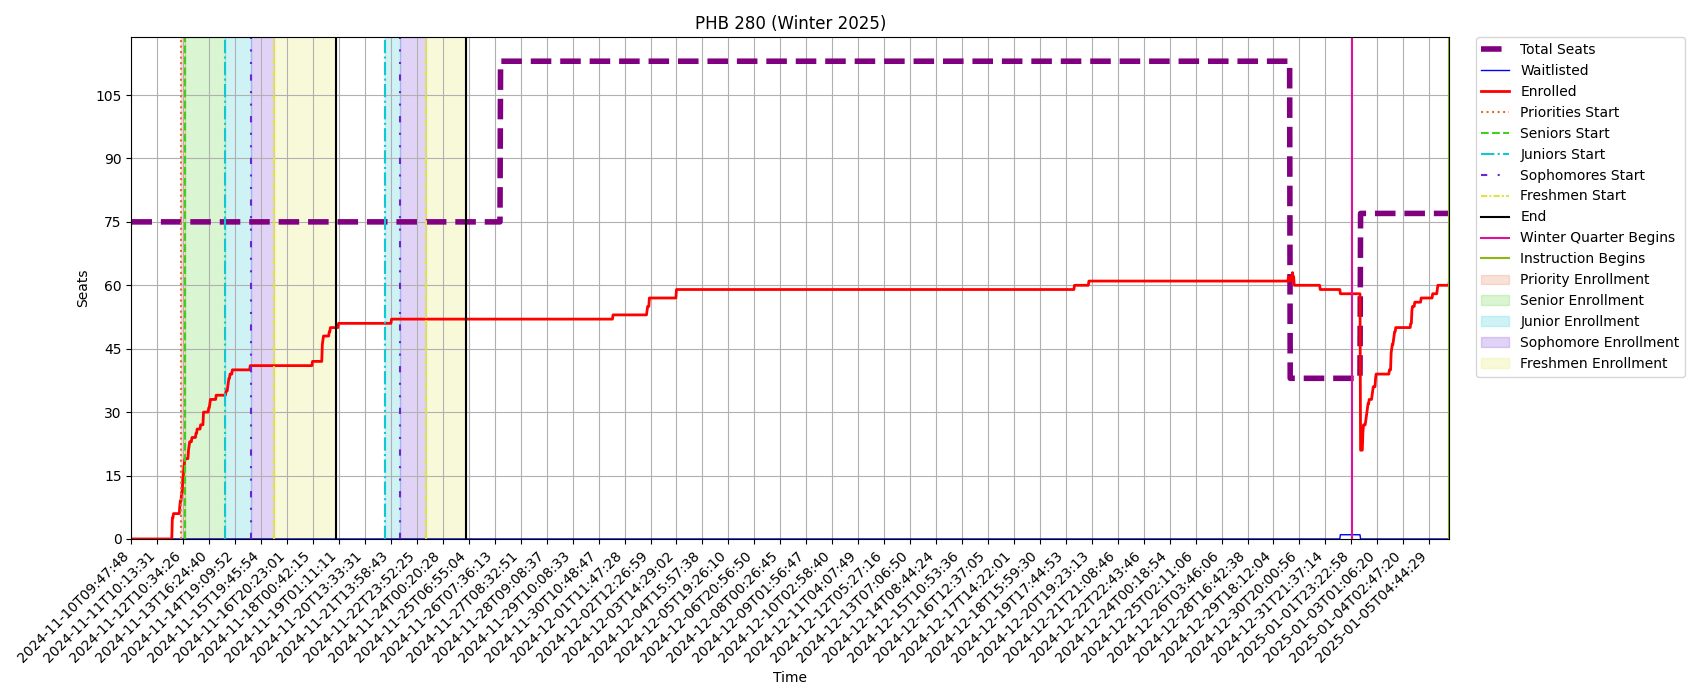 PHB 280 (Winter 2025)
Seats
105
90
75
60
45
30
15
0
2024-11-10T09:47:48
2024-11-11T10:13:31
2024-11-12T10:34:26
2024-11-13T16:24:40
2024-11-14T19:09:52
2024-11-15T19:45:54
2024-11-16T20:23:01
2024-11-18T00:42:15
2024-11-19T01:11:11
2024-11-20T13:33:31
2024-11-21T13:58:43
2024-11-22T23:52:25
2024-11-24T00:20:28
2024-11-25T06:55:04
2024-11-26T07:36:13
2024-11-27T08:32:51
2024-11-28T09:08:37
2024-11-29T10:08:33
2024-11-30T10:48:47
2024-12-01T11:47:28
2024-12-02T12:26:59
2024-12-03T14:29:02
2024-12-04T15:57:38
2024-12-05T19:26:10
2024-12-06T20:56:50
2024-12-08T00:26:45
2024-12-09T01:56:47
2024-12-10T02:58:40
2024-12-11T04:07:49
2024-12-12T05:27:16
2024-12-13T07:06:50
2024-12-14T08:44:24
2024-12-15T10:53:36
2024-12-16T12:37:05
2024-12-17T14:22:01
2024-12-18T15:59:30
2024-12-19T17:44:53
2024-12-20T19:23:13
2024-12-21T21:08:46
2024-12-22T22:43:46
2024-12-24T00:18:54
2024-12-25T02:11:06
2024-12-26T03:46:06
2024-12-28T16:42:38
2024-12-29T18:12:04
2024-12-30T20:00:56
2024-12-31T21:37:14
2025-01-01T23:22:58
2025-01-03T01:06:20
2025-01-04T02:47:20
2025-01-05T04:44:29
Time
Total Seats
Waitlisted
Enrolled
Priorities Start
Seniors Start
Juniors Start
Sophomores Start
Freshmen Start
End
Winter Quarter Begins
Instruction Begins
Priority Enrollment
Senior Enrollment
Junior Enrollment
Sophomore Enrollment
Freshmen Enrollment